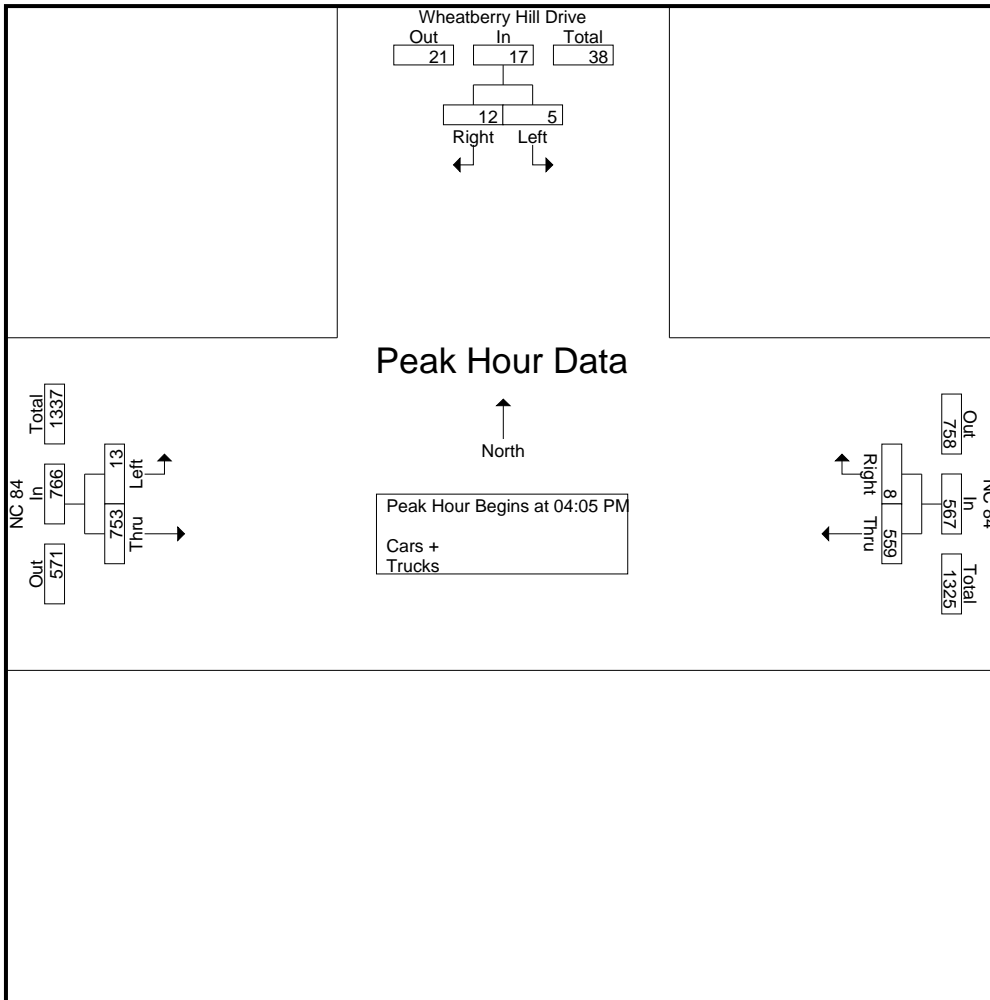 Wheatberry Hill Drive
Out In Total
21 17 38
12 5
Right Left
Peak Hour Data
North
Peak Hour Begins at 04:05 PM
Cars +
Trucks
NC 84
Total In Out
1337 766 571
13 753
Left Thru
NC 84
Out In Total
758 567 1325
8 559
Right Thru